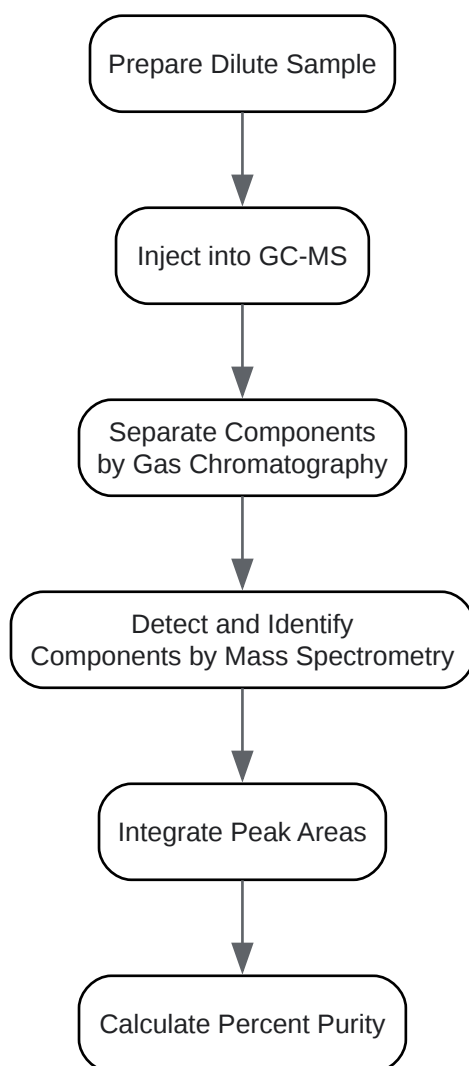 Prepare Dilute Sample
Inject into GC-MS
Separate Components
by Gas Chromatography
Detect and Identify
Components by Mass Spectrometry
Integrate Peak Areas
Calculate Percent Purity